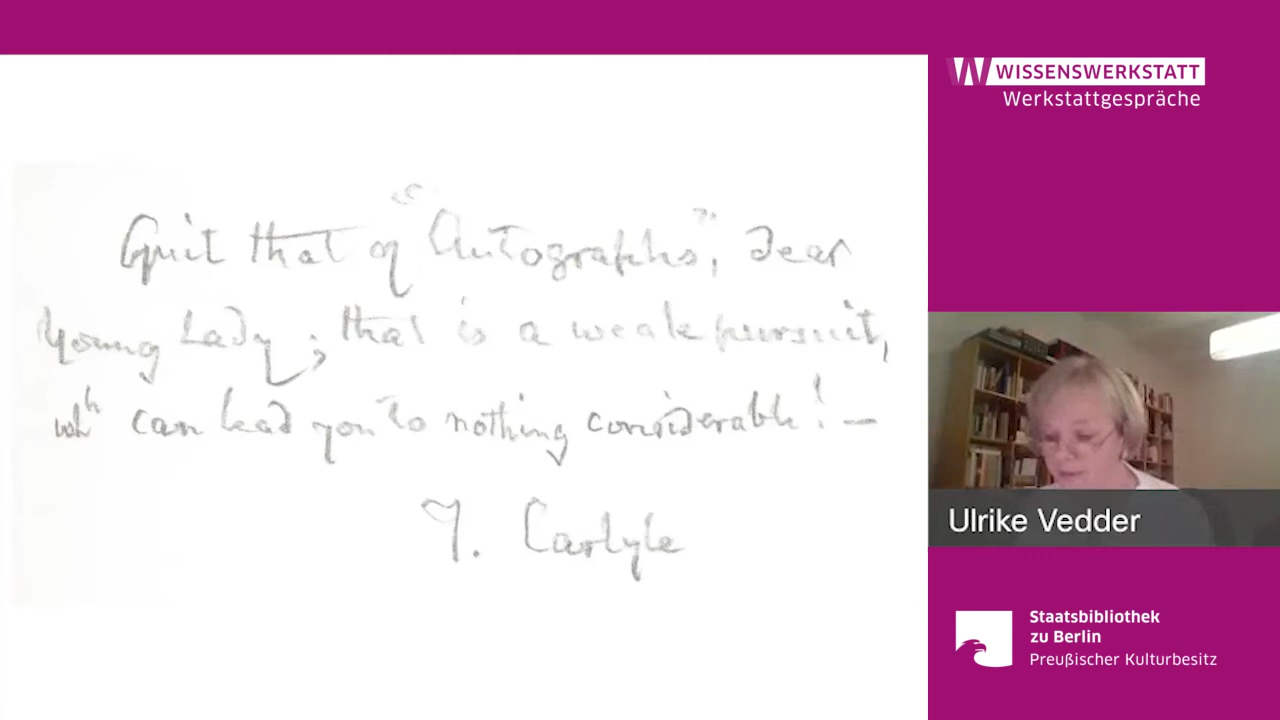 WISSENSWERKSTATT
Werkstattgespräche
Quit that of "Autographs", dear
young Lady; that is a weak pursuit,
whʰ can lead you to nothing considerable! —
T. Carlyle
Ulrike Vedder
Staatsbibliothek
zu Berlin
Preußischer Kulturbesitz